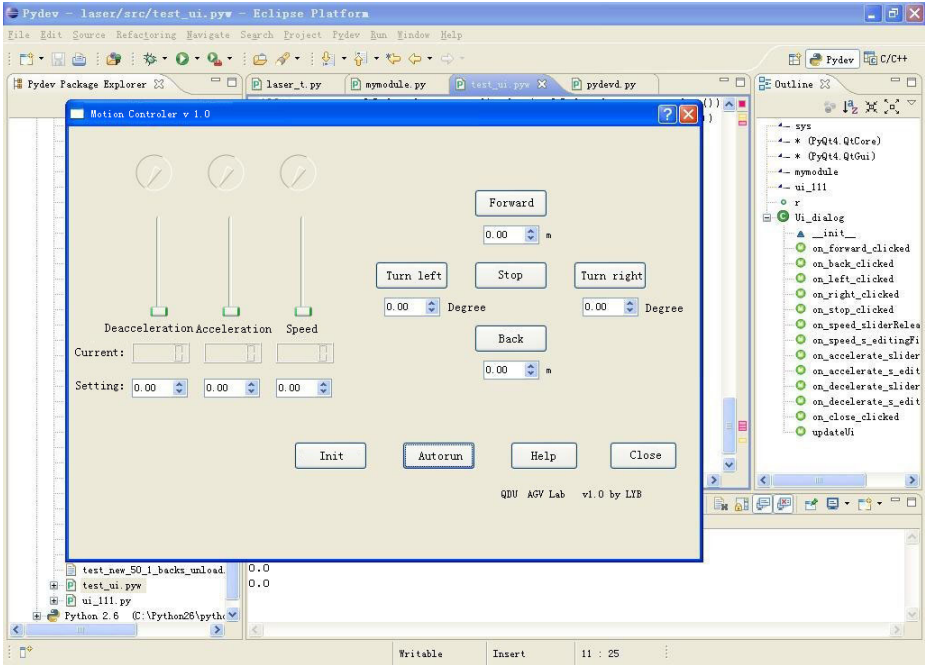 Pydev - laser/src/test_ui.pyw - Eclipse Platform
File Edit Source Refactoring Navigate Search Project Pydev Run Window Help
Pydev C/C++
Pydev Package Explorer
laser_t.py mymodule.py test_ui.pyw pydevd.py
Outline
Motion Controler v 1.0
sys
* (PyQt4.QtCore)
* (PyQt4.QtGui)
mymodule
ui_111
r
Ui_dialog
__init__
on_forward_clicked
on_back_clicked
on_left_clicked
on_right_clicked
on_stop_clicked
on_speed_sliderRelea
on_speed_s_editingFi
on_accelerate_slider
on_accelerate_s_edit
on_decelerate_slider
on_decelerate_s_edit
on_close_clicked
updateUi
Forward
0.00 m
Turn left Stop Turn right
0.00 Degree 0.00 Degree
Back
0.00 m
Deacceleration Acceleration Speed
Current: 0 0 0
Setting: 0.00 0.00 0.00
Init Autorun Help Close
QDU AGV Lab v1.0 by LYB
test_new_50_1_backs_unload.
test_ui.pyw
ui_111.py
Python 2.6 (C:\Python26\pytho
0.0
0.0
Writable Insert 11 : 25